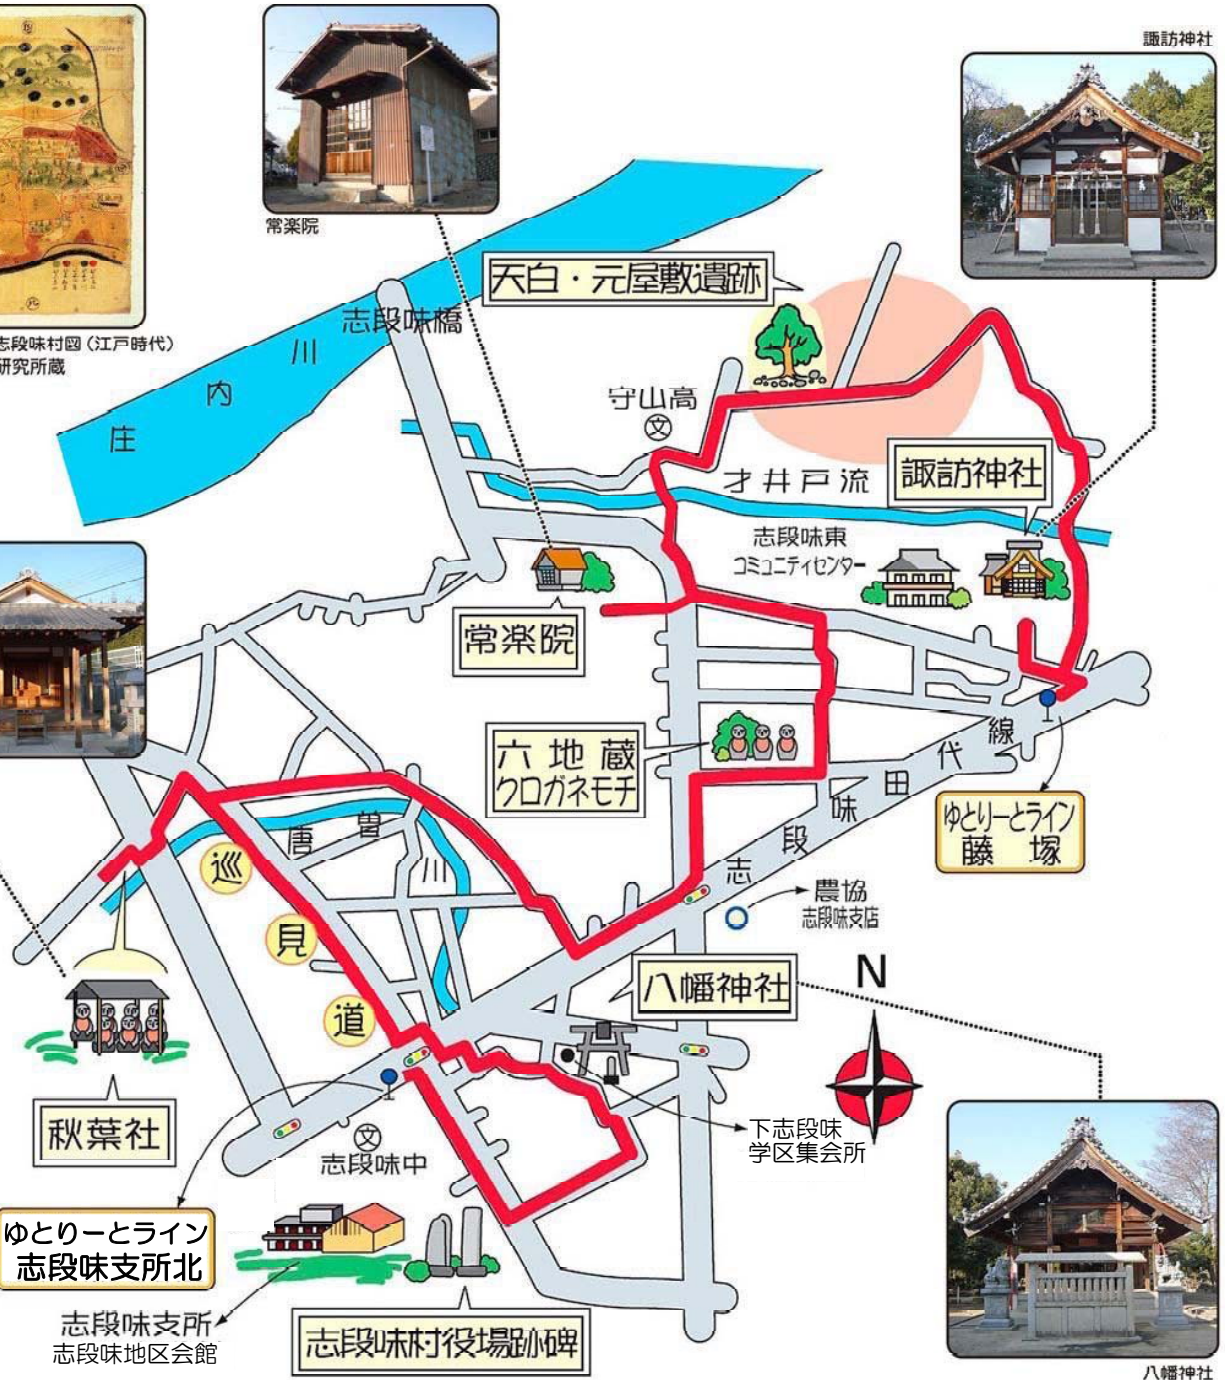 諏訪神社
常楽院
志段味村図（江戸時代）
研究所蔵
天白・元屋敷遺跡
志段味橋
庄内川
守山高
文
才井戸流
諏訪神社
志段味東
コミュニティセンター
常楽院
六地蔵
クロガネモチ
志段味田代線
ゆとりーとライン
藤塚
唐曽川
巡見道
農協
志段味支店
八幡神社
N
秋葉社
文
志段味中
下志段味
学区集会所
ゆとりーとライン
志段味支所北
志段味支所
志段味地区会館
志段味村役場跡碑
八幡神社